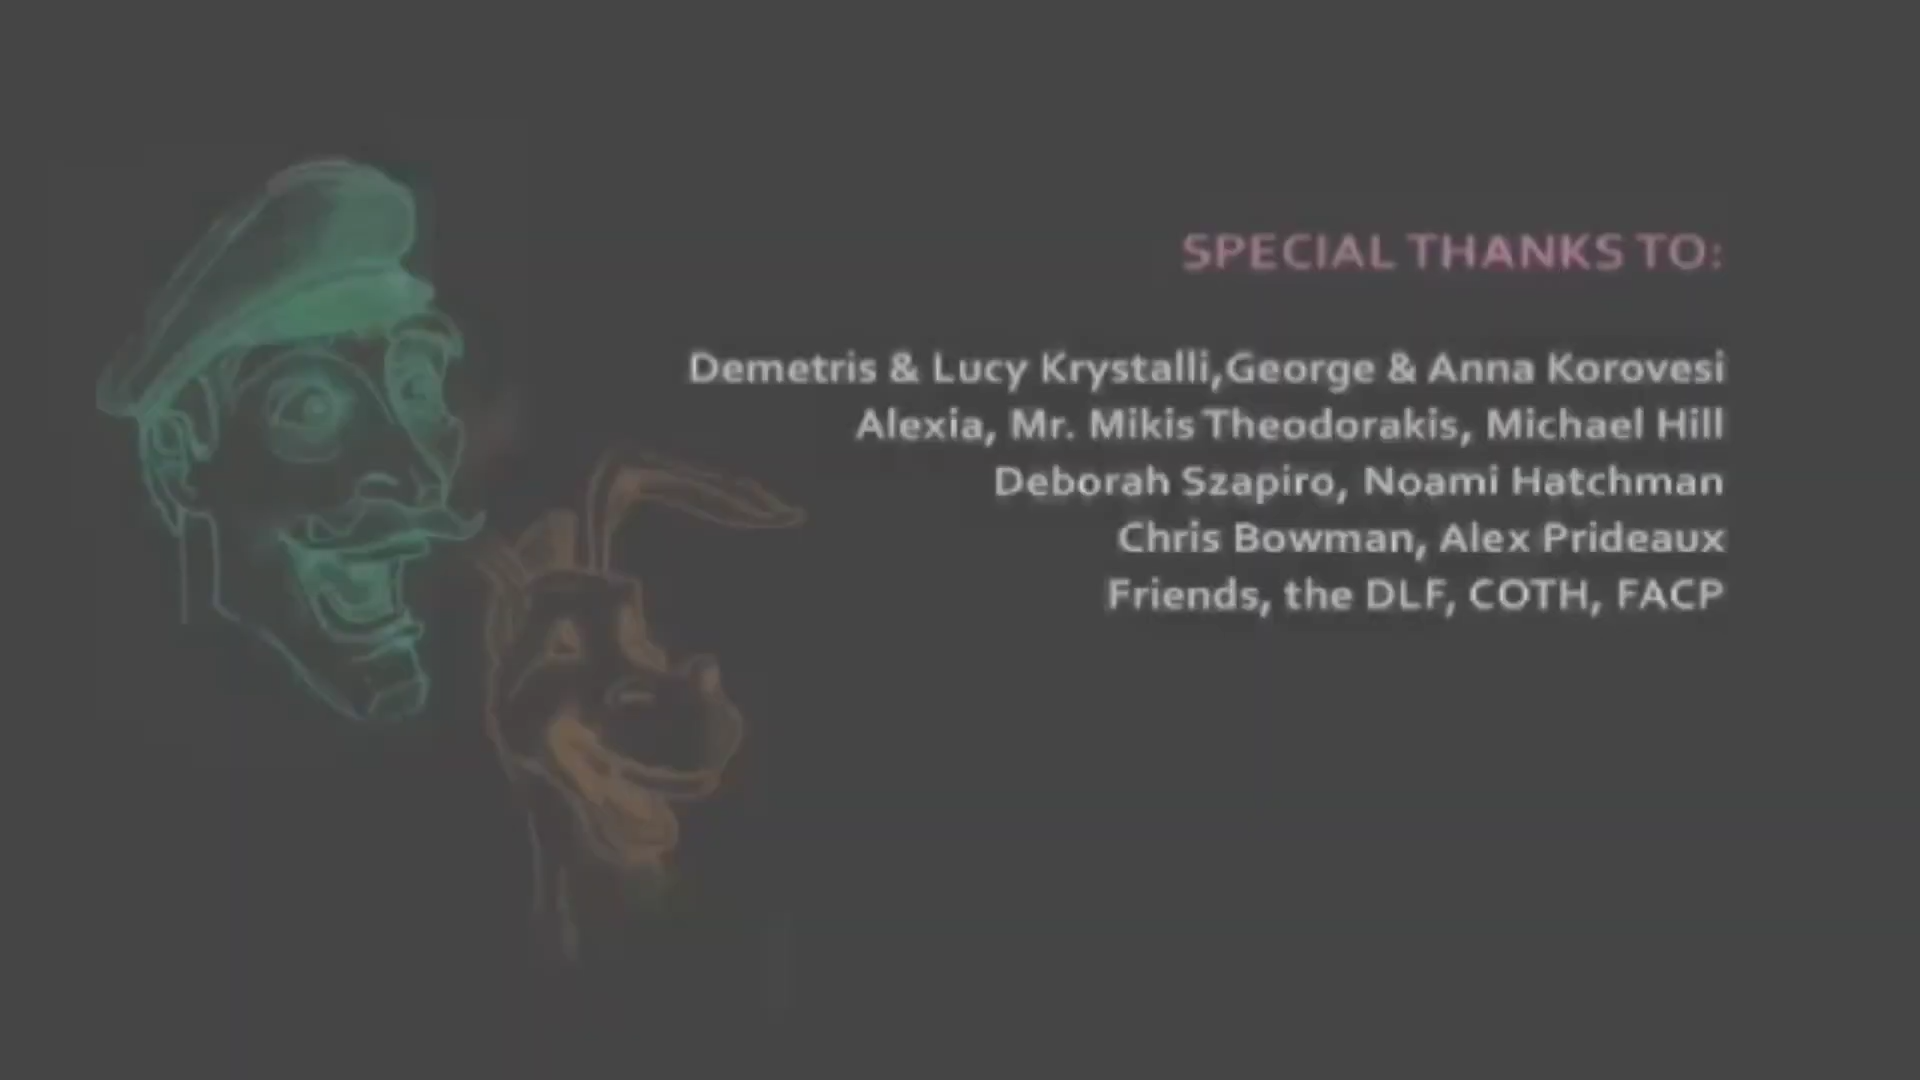 SPECIAL THANKS TO:
Demetris & Lucy Krystalli,George & Anna Korovesi
Alexia, Mr. Mikis Theodorakis, Michael Hill
Deborah Szapiro, Noami Hatchman
Chris Bowman, Alex Prideaux
Friends, the DLF, COTH, FACP